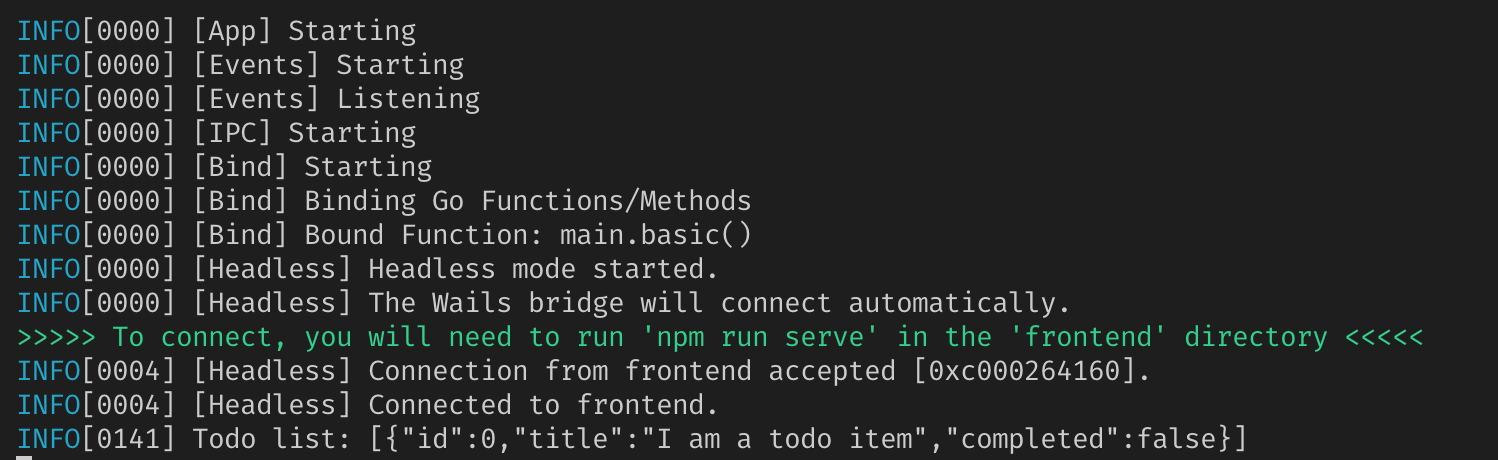 INFO[0000] [App] Starting
INFO[0000] [Events] Starting
INFO[0000] [Events] Listening
INFO[0000] [IPC] Starting
INFO[0000] [Bind] Starting
INFO[0000] [Bind] Binding Go Functions/Methods
INFO[0000] [Bind] Bound Function: main.basic()
INFO[0000] [Headless] Headless mode started.
INFO[0000] [Headless] The Wails bridge will connect automatically.
>>>>> To connect, you will need to run 'npm run serve' in the 'frontend' directory <<<<<
INFO[0004] [Headless] Connection from frontend accepted [0xc000264160].
INFO[0004] [Headless] Connected to frontend.
INFO[0141] Todo list: [{"id":0,"title":"I am a todo item","completed":false}]